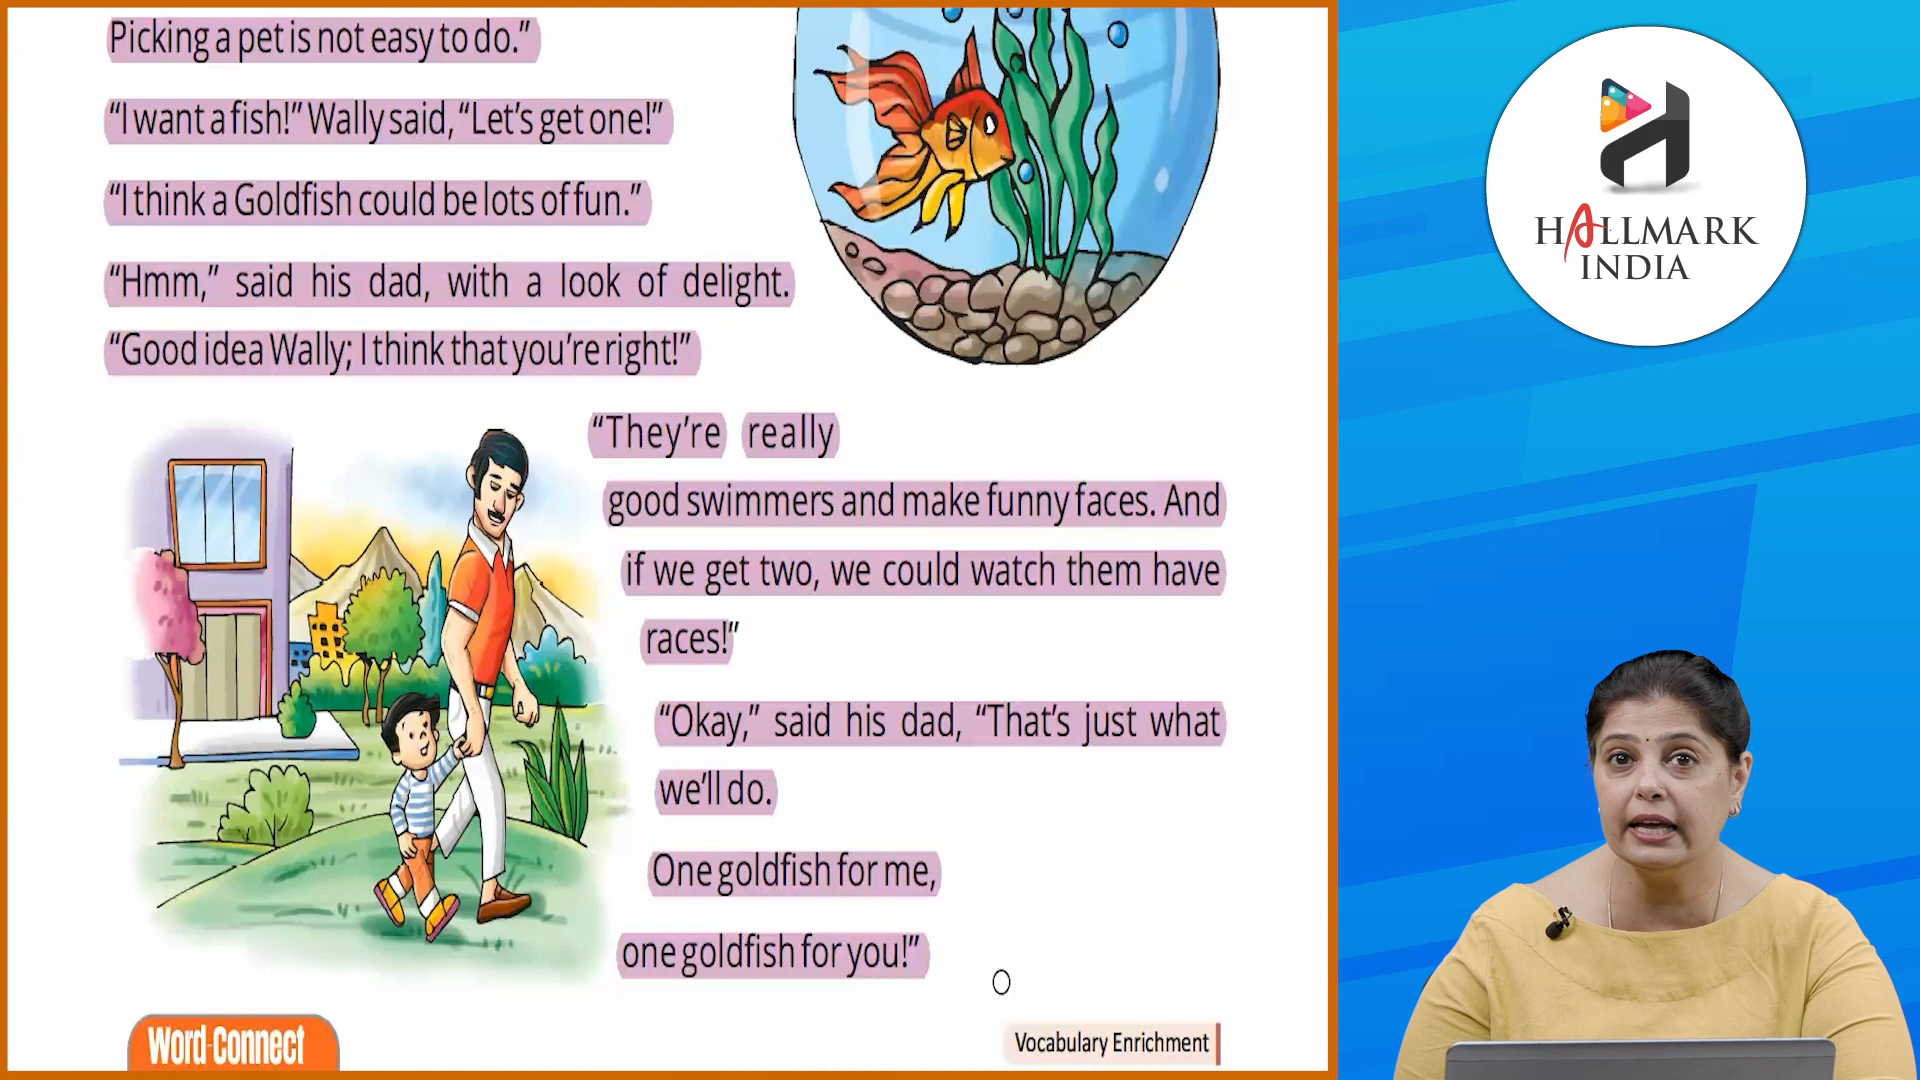 Picking a pet is not easy to do.”
“I want a fish!” Wally said, “Let’s get one!”
“I think a Goldfish could be lots of fun.”
“Hmm,” said his dad, with a look of delight.
“Good idea Wally; I think that you’re right!”
“They’re really
good swimmers and make funny faces. And
if we get two, we could watch them have
races!”
“Okay,” said his dad, “That’s just what
we’ll do.
One goldfish for me,
one goldfish for you!”
Word Connect
Vocabulary Enrichment
HALLMARK
INDIA